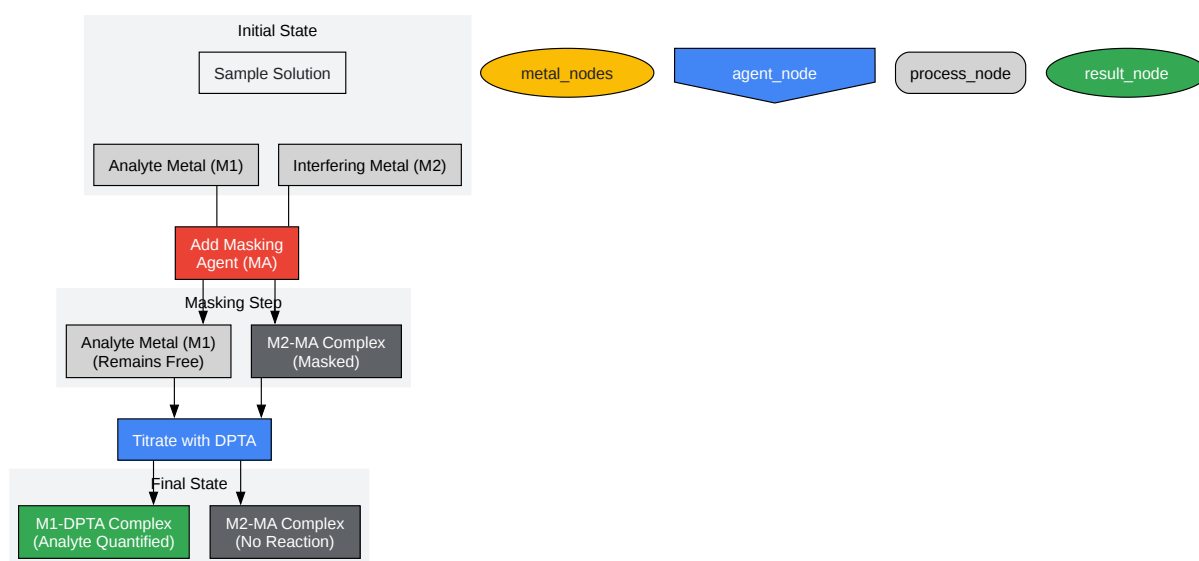 Initial State
Sample Solution
metal_nodes
agent_node
process_node
result_node
Analyte Metal (M1)
Interfering Metal (M2)
Add Masking
Agent (MA)
Masking Step
Analyte Metal (M1)
(Remains Free)
M2-MA Complex
(Masked)
Titrate with DPTA
Final State
M1-DPTA Complex
(Analyte Quantified)
M2-MA Complex
(No Reaction)